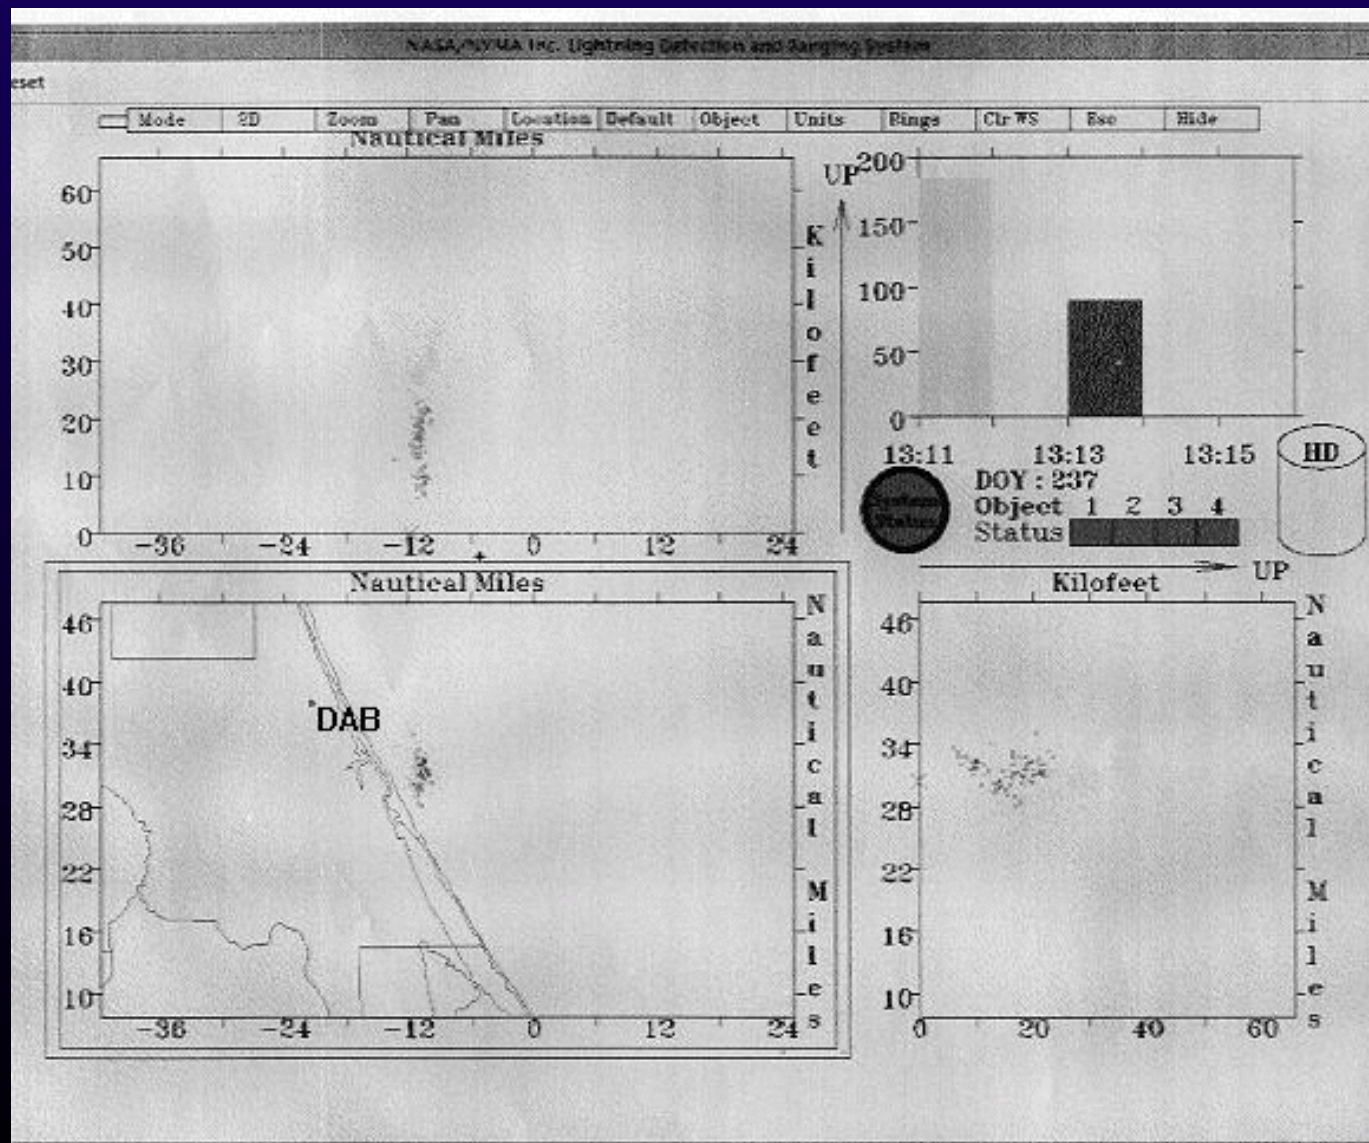 NASA/NYMA Inc. Lightning Detection and Ranging System
eset
Mode 2D Zoom Pan Location Default Object Units Rings Clr WS Esc Hide
Nautical Miles
60
50
40
30
20
10
0
-36 -24 -12 0 12 24
Kilofeet
UP
200
150
100
50
0
13:11 13:13 13:15
HD
System
Status
DOY : 237
Object 1 2 3 4
Status
UP
Nautical Miles
46
40
34
28
22
16
10
DAB
-36 -24 -12 0 12 24
Nautical Miles
Kilofeet
46
40
34
28
22
16
10
0 20 40 60
Nautical Miles